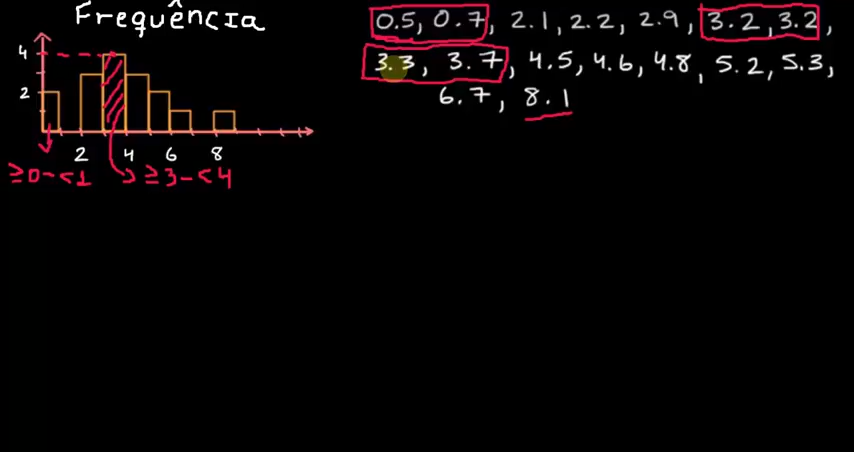 Frequência
4
2
2 4 6 8
≥0-<1
≥3-<4
0.5, 0.7, 2.1, 2.2, 2.9, 3.2, 3.2,
3.3, 3.7, 4.5, 4.6, 4.8, 5.2, 5.3,
6.7, 8.1